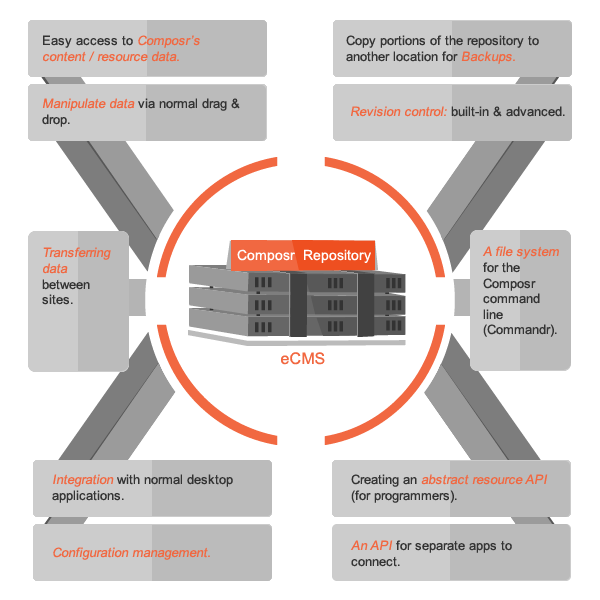 Easy access to Composr's
content / resource data.
Manipulate data via normal drag &
drop.
Copy portions of the repository to
another location for Backups.
Revision control: built-in & advanced.
Transferring
data
between
sites.
Composr Repository
eCMS
A file system
for the
Composr
command
line
(Commandr).
Integration with normal desktop
applications.
Configuration management.
Creating an abstract resource API
(for programmers).
An API for separate apps to
connect.